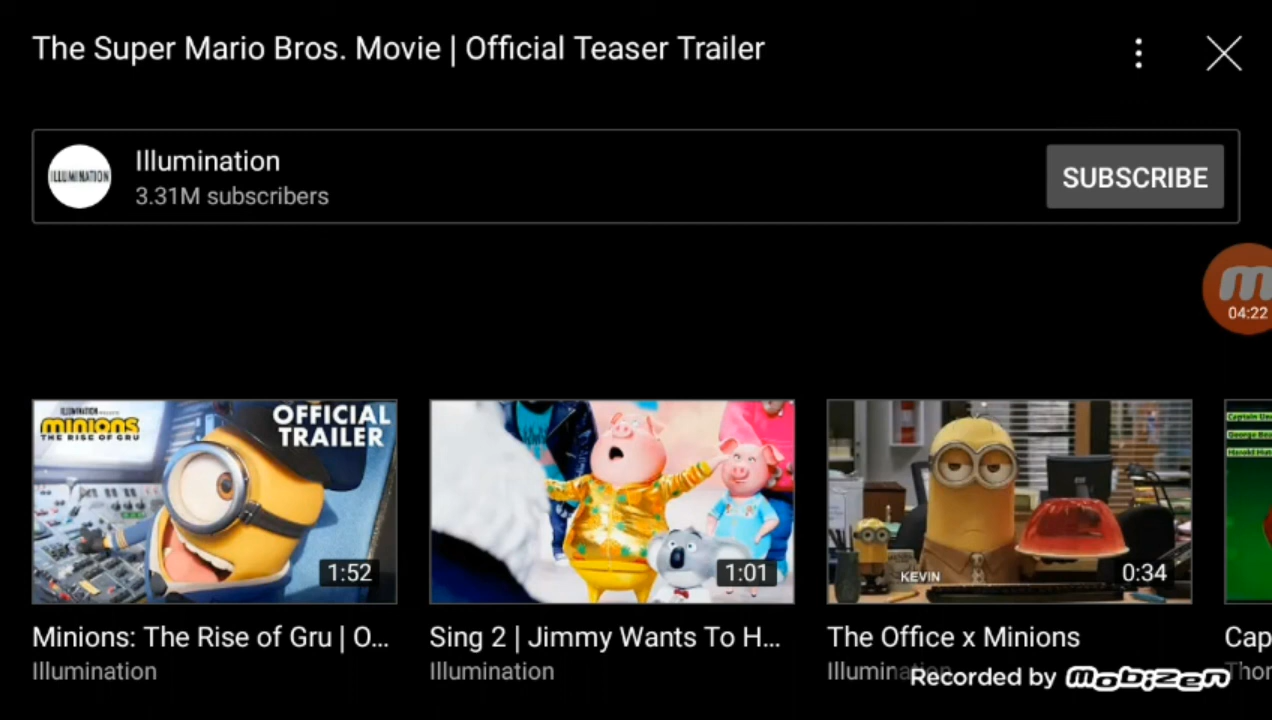 The Super Mario Bros. Movie | Official Teaser Trailer
ILLUMINATION
Illumination
3.31M subscribers
SUBSCRIBE
m
04:22
ILLUMINATION
MINIONS
THE RISE OF GRU
OFFICIAL
TRAILER
1:52
1:01
KEVIN
0:34
Minions: The Rise of Gru | O...
Illumination
Sing 2 | Jimmy Wants To H...
Illumination
The Office x Minions
Illumination
Cap
Thor
Recorded by mobizen